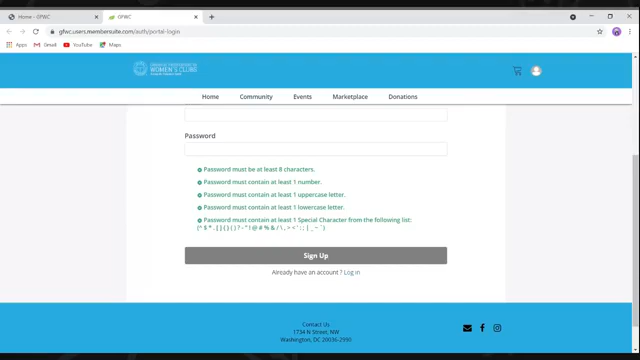 Home - GFWC
GFWC
gfwc.users.membersuite.com/auth/portal-login
Apps
Gmail
YouTube
Maps
WOMEN'S CLUBS
Home
Community
Events
Marketplace
Donations
Password
Password must be at least 8 characters.
Password must contain at least 1 number.
Password must contain at least 1 uppercase letter.
Password must contain at least 1 lowercase letter.
Password must contain at least 1 Special Character from the following list:
(^ $ * . [ ] { } ( ) ? - " ! @ # % & / \ , > < ' : ; | _ ~ ` )
Sign Up
Already have an account ? Log in
Contact Us
1734 N Street, NW
Washington, DC 20036-2990